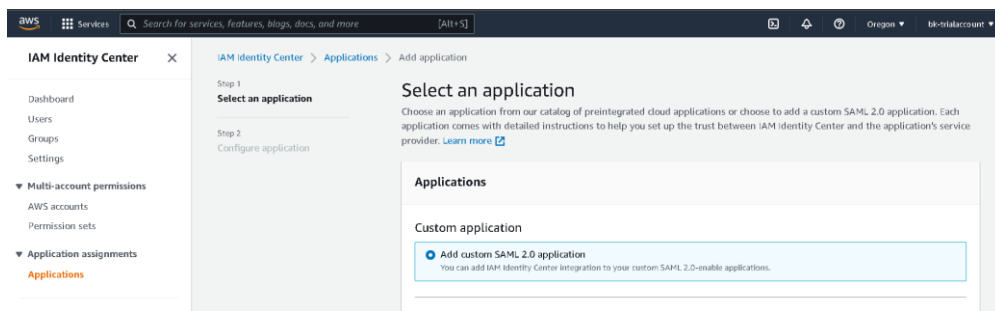 aws Services Search for services, features, blogs, docs, and more [Alt+S] Oregon ▼ bk-trialaccount ▼
IAM Identity Center
Dashboard
Users
Groups
Settings
▼ Multi-account permissions
AWS accounts
Permission sets
▼ Application assignments
Applications
IAM Identity Center > Applications > Add application
Step 1
Select an application
Step 2
Configure application
Select an application
Choose an application from our catalog of preintegrated cloud applications or choose to add a custom SAML 2.0 application. Each
application comes with detailed instructions to help you set up the trust between IAM Identity Center and the application's service
provider. Learn more
Applications
Custom application
Add custom SAML 2.0 application
You can add IAM Identity Center integration to your custom SAML 2.0-enable applications.